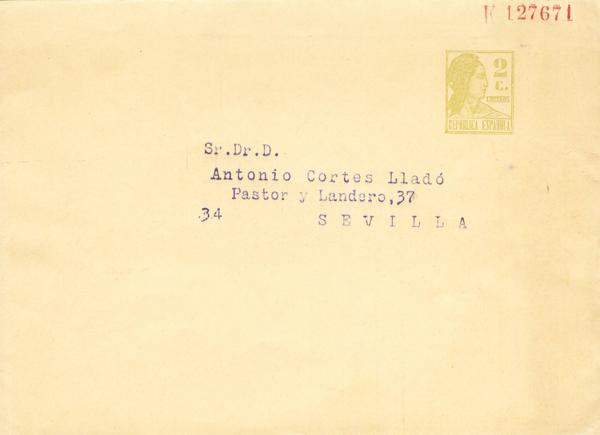 K 127671
2
C.
CORREOS
REPUBLICA ESPAÑOLA
Sr.Dr.D.
Antonio Cortes Lladó
Pastor y Landero,37
34 S E V I L L A